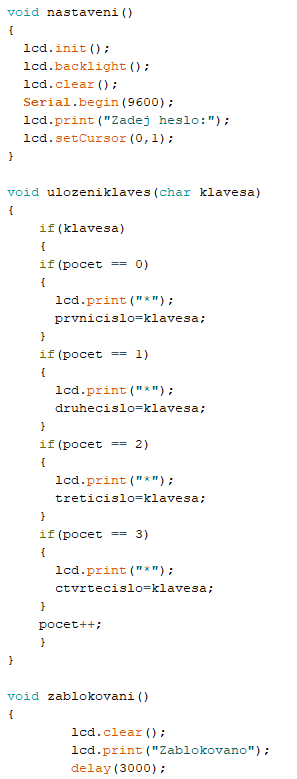 void nastaveni()
{
  lcd.init();
  lcd.backlight();
  lcd.clear();
  Serial.begin(9600);
  lcd.print("Zadej heslo:");
  lcd.setCursor(0,1);
}

void ulozeniklaves(char klavesa)
{
    if(klavesa)
    {
    if(pocet == 0)
    {
      lcd.print("*");
      prvnicislo=klavesa;
    }
    if(pocet == 1)
    {
      lcd.print("*");
      druhecislo=klavesa;
    }
    if(pocet == 2)
    {
      lcd.print("*");
      treticislo=klavesa;
    }
    if(pocet == 3)
    {
      lcd.print("*");
      ctvrtecislo=klavesa;
    }
    pocet++;
    }
}

void zablokovani()
{
        lcd.clear();
        lcd.print("Zablokovano");
        delay(3000);